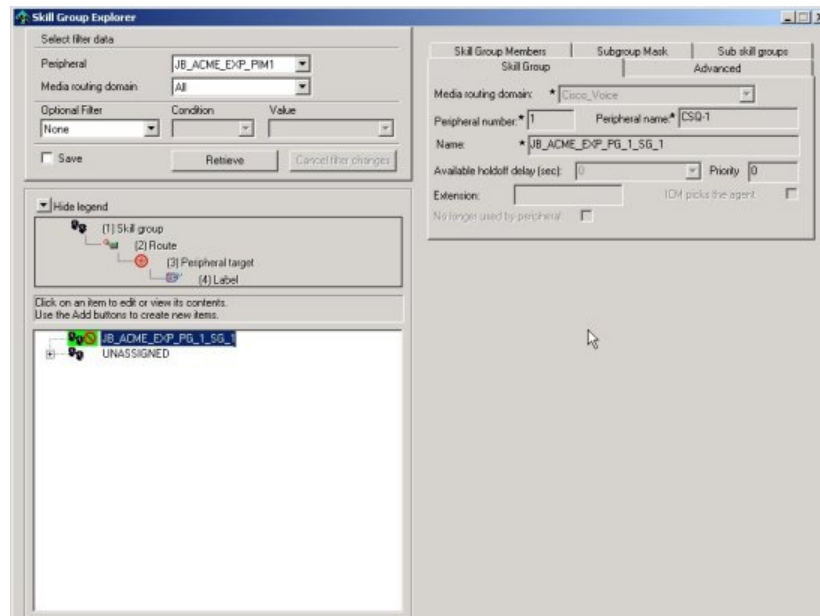 Skill Group Explorer
Select filter data
Peripheral JB_ACME_EXP_PIM1
Media routing domain All
Optional Filter Condition Value
None
Save Retrieve Cancel filter changes
Hide legend
(1) Skill group
(2) Route
(3) Peripheral target
(4) Label
Click on an item to edit or view its contents.
Use the Add buttons to create new items.
JB_ACME_EXP_PG_1_SG_1
UNASSIGNED
Skill Group Members Subgroup Mask Sub skill groups
Skill Group Advanced
Media routing domain: * Cisco_Voice
Peripheral number: * 1 Peripheral name: * CSQ-1
Name: * JB_ACME_EXP_PG_1_SG_1
Available holdoff delay (sec): 0 Priority 0
Extension: ICM picks the agent
No longer used by peripheral